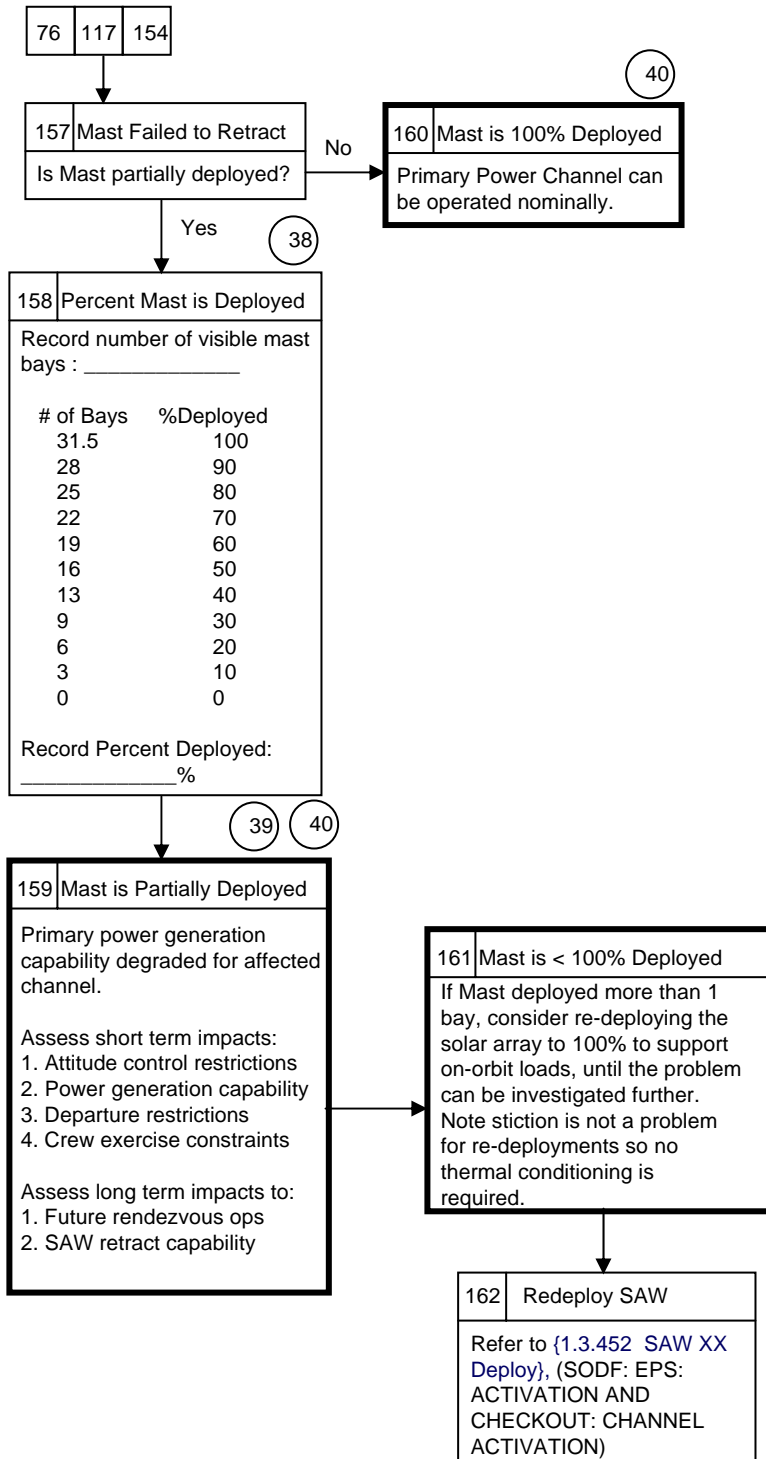 76 117 154
40
157 Mast Failed to Retract
Is Mast partially deployed?
No
160 Mast is 100% Deployed
Primary Power Channel can
be operated nominally.
Yes
38
158 Percent Mast is Deployed
Record number of visible mast
bays : _____________
# of Bays %Deployed
31.5 100
28 90
25 80
22 70
19 60
16 50
13 40
9 30
6 20
3 10
0 0
Record Percent Deployed:
_____________%
39 40
159 Mast is Partially Deployed
Primary power generation
capability degraded for affected
channel.
Assess short term impacts:
1. Attitude control restrictions
2. Power generation capability
3. Departure restrictions
4. Crew exercise constraints
Assess long term impacts to:
1. Future rendezvous ops
2. SAW retract capability
161 Mast is < 100% Deployed
If Mast deployed more than 1
bay, consider re-deploying the
solar array to 100% to support
on-orbit loads, until the problem
can be investigated further.
Note stiction is not a problem
for re-deployments so no
thermal conditioning is
required.
162 Redeploy SAW
Refer to {1.3.452 SAW XX
Deploy}, (SODF: EPS:
ACTIVATION AND
CHECKOUT: CHANNEL
ACTIVATION)